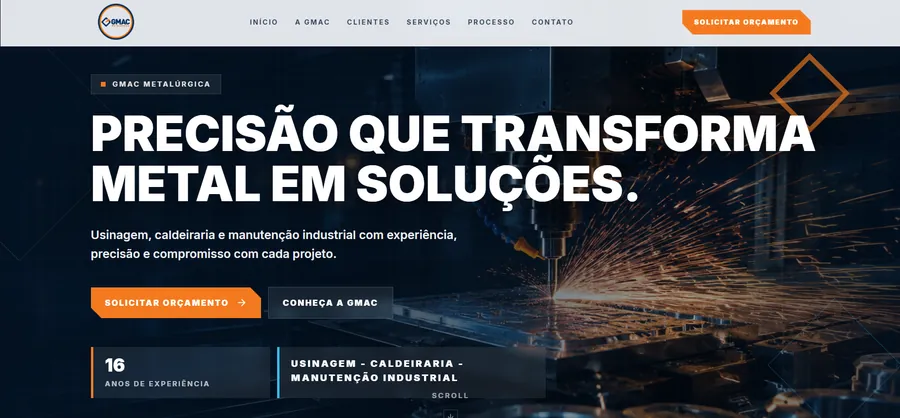 GMAC
INÍCIO
A GMAC
CLIENTES
SERVIÇOS
PROCESSO
CONTATO
SOLICITAR ORÇAMENTO
GMAC METALÚRGICA
PRECISÃO QUE TRANSFORMA
METAL EM SOLUÇÕES.
Usinagem, caldeiraria e manutenção industrial com experiência,
precisão e compromisso com cada projeto.
SOLICITAR ORÇAMENTO →
CONHEÇA A GMAC
16
ANOS DE EXPERIÊNCIA
USINAGEM - CALDEIRARIA -
MANUTENÇÃO INDUSTRIAL
SCROLL